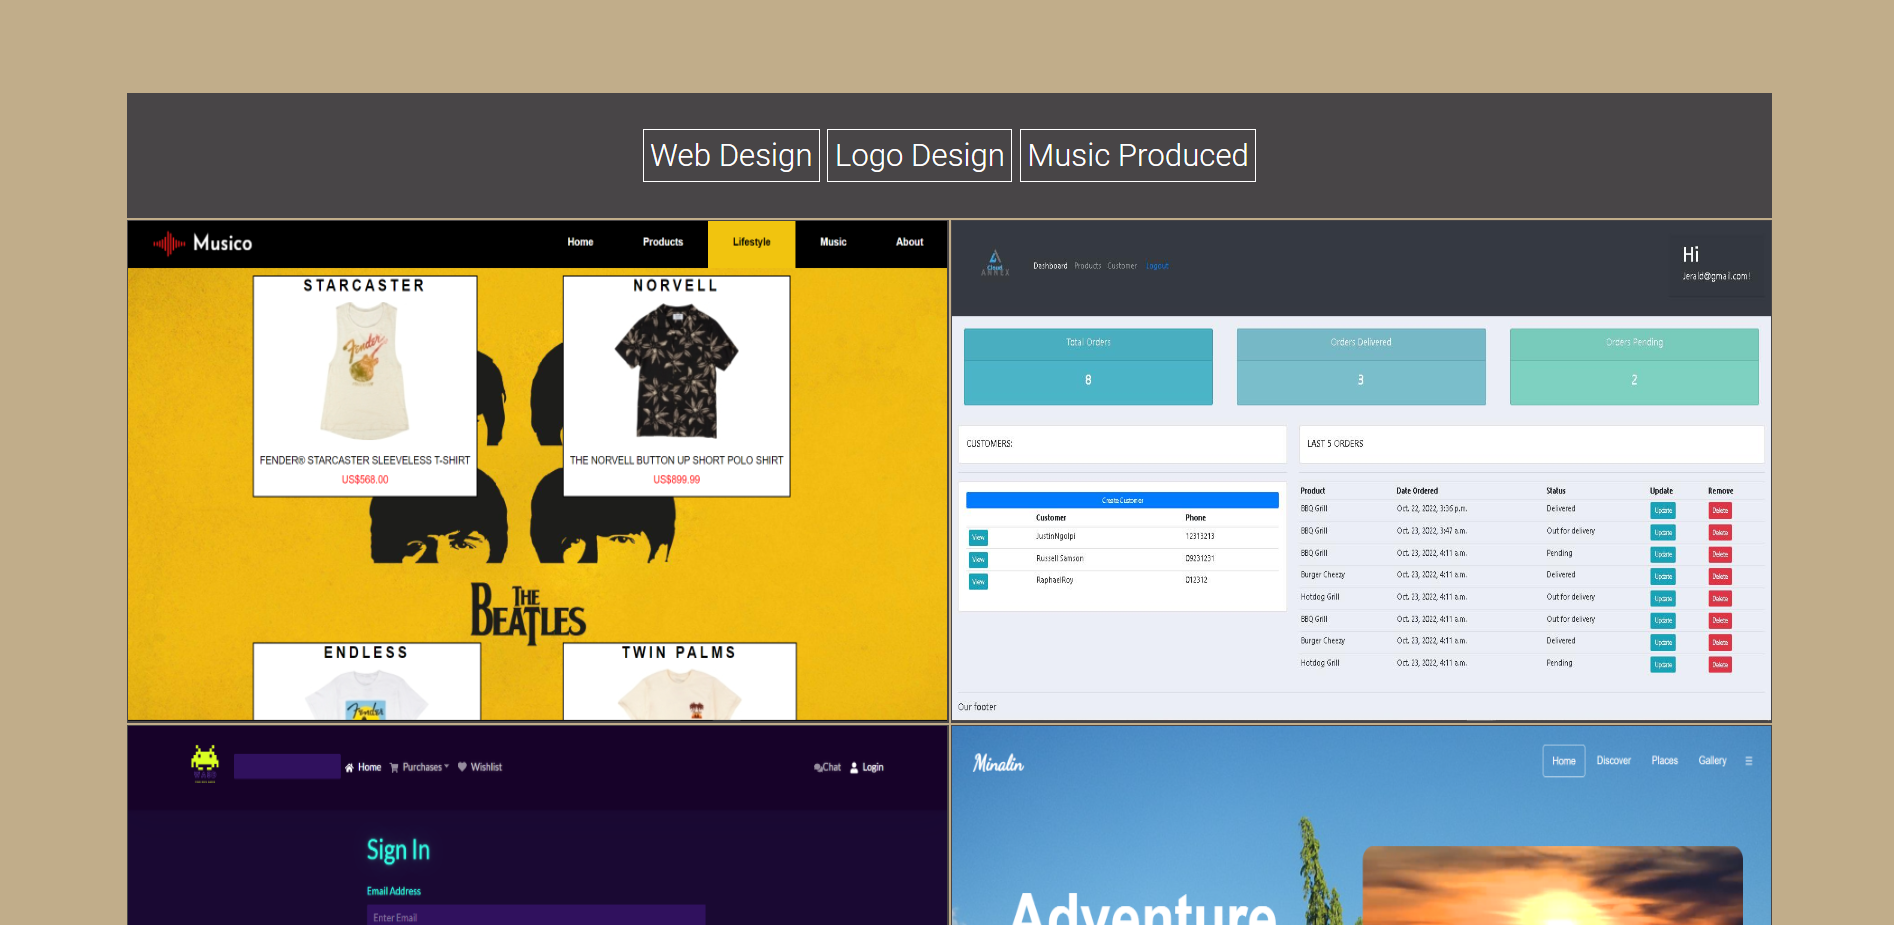 Web Design Logo Design Music Produced
Musico Home Products Lifestyle Music About
STARCASTER
FENDER® STARCASTER SLEEVELESS T-SHIRT
US$568.00
NORVELL
THE NORVELL BUTTON UP SHORT POLO SHIRT
US$899.99
THE
BEATLES
ENDLESS
Fender
TWIN PALMS
Cloud
ANNEX
Dashboard Products Customer Logout
Hi
Jerald@gmail.com!
Total Orders
8
Orders Delivered
3
Orders Pending
2
CUSTOMERS:
Create Customer
Customer Phone
View JustinNgolpi 12313213
View Russell Samson 09231231
View RaphaelRoy 012312
LAST 5 ORDERS
Product Date Ordered Status Update Remove
BBQ Grill Oct. 22, 2022, 3:36 p.m. Delivered Update Delete
BBQ Grill Oct. 23, 2022, 3:47 a.m. Out for delivery Update Delete
BBQ Grill Oct. 23, 2022, 4:11 a.m. Pending Update Delete
Burger Cheezy Oct. 23, 2022, 4:11 a.m. Delivered Update Delete
Hotdog Grill Oct. 23, 2022, 4:11 a.m. Out for delivery Update Delete
BBQ Grill Oct. 23, 2022, 4:11 a.m. Out for delivery Update Delete
Burger Cheezy Oct. 23, 2022, 4:11 a.m. Delivered Update Delete
Hotdog Grill Oct. 23, 2022, 4:11 a.m. Pending Update Delete
Our footer
Home Purchases Wishlist Chat Login
Sign In
Email Address
Enter Email
Minalin Home Discover Places Gallery
Adventure